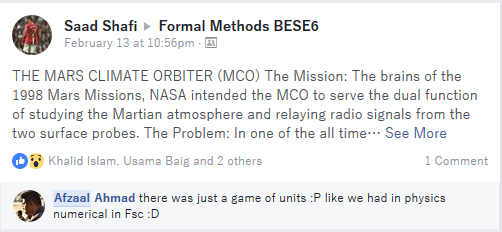 Saad Shafi ▶ Formal Methods BESE6
February 13 at 10:56pm ·
THE MARS CLIMATE ORBITER (MCO) The Mission: The brains of the
1998 Mars Missions, NASA intended the MCO to serve the dual function
of studying the Martian atmosphere and relaying radio signals from the
two surface probes. The Problem: In one of the all time··· See More
Khalid Islam, Usama Baig and 2 others 1 Comment
Afzaal Ahmad there was just a game of units :P like we had in physics
numerical in Fsc :D